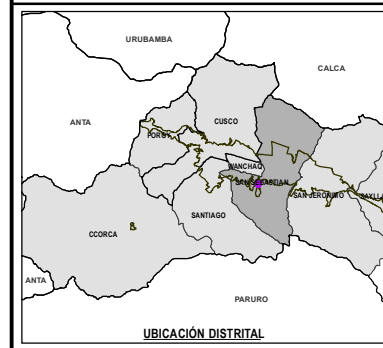 URUBAMBA
CALCA
ANTA
CUSCO
POROY
WANCHAQ
SAN SEBASTIAN
SAN JERONIMO
SAYLLA
CCORCA
SANTIAGO
ANTA
PARURO
UBICACIÓN DISTRITAL